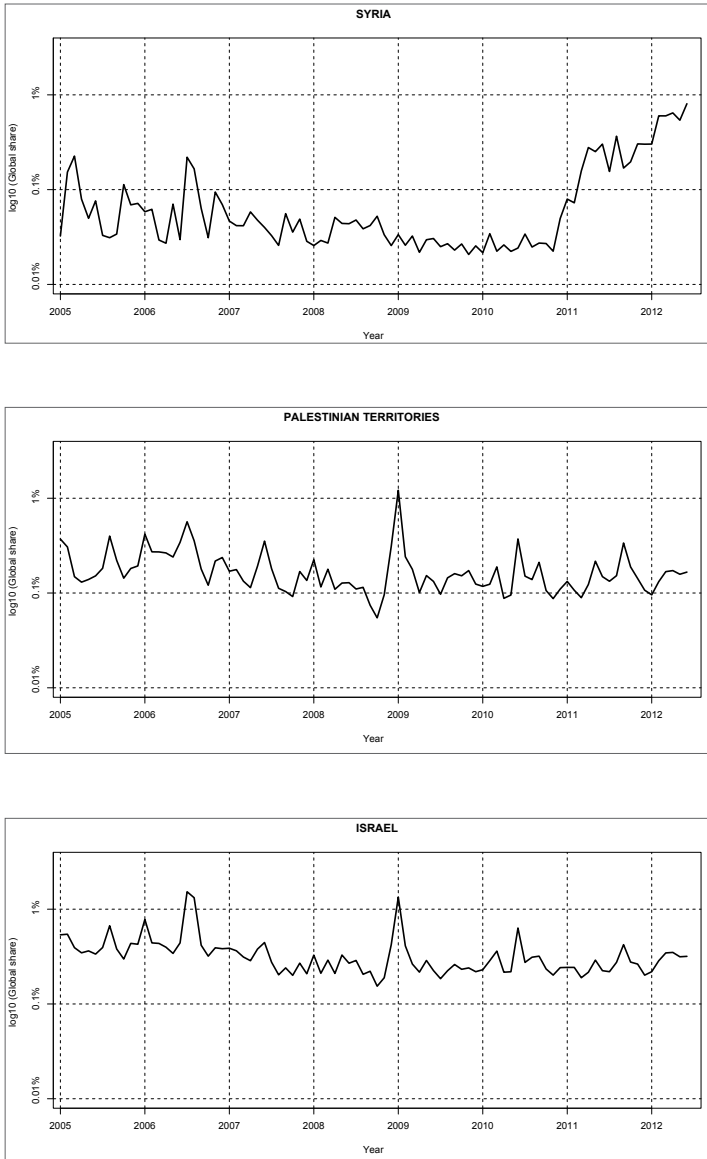 SYRIA
log10 (Global share)
1%
0.1%
0.01%
2005 2006 2007 2008 2009 2010 2011 2012
Year
PALESTINIAN TERRITORIES
log10 (Global share)
1%
0.1%
0.01%
2005 2006 2007 2008 2009 2010 2011 2012
Year
ISRAEL
log10 (Global share)
1%
0.1%
0.01%
2005 2006 2007 2008 2009 2010 2011 2012
Year